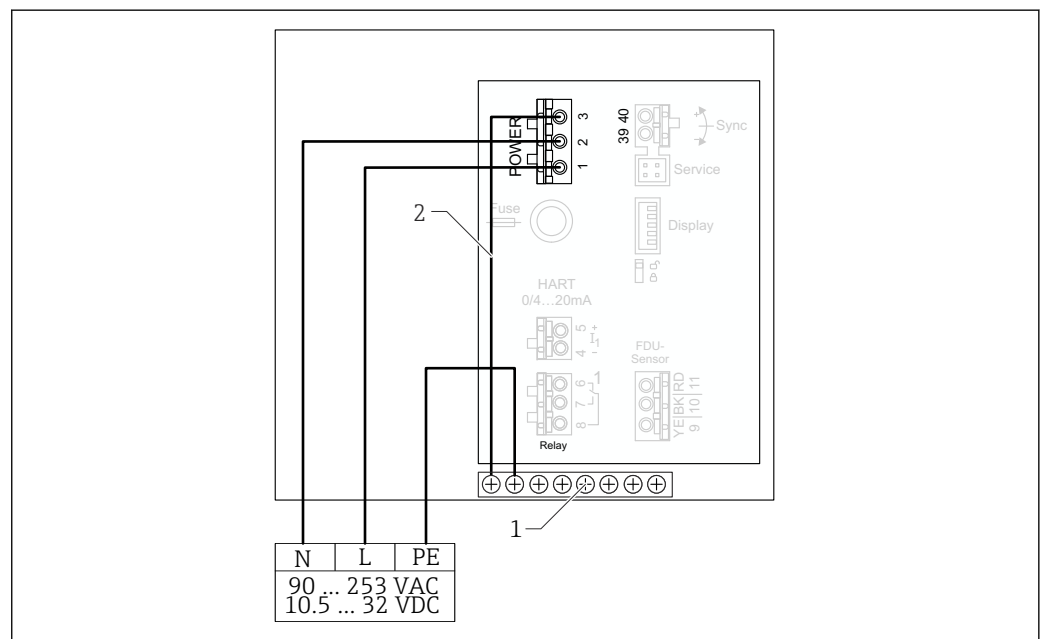 POWER
3
2
1
39 40
+
Sync
Service
Fuse
2
Display
HART
0/4...20mA
5 +
I1
4 -
FDU-
Sensor
6
7
8
1
RD 11
BK 10
YE 9
Relay
1
N L PE
90 ... 253 VAC
10.5 ... 32 VDC